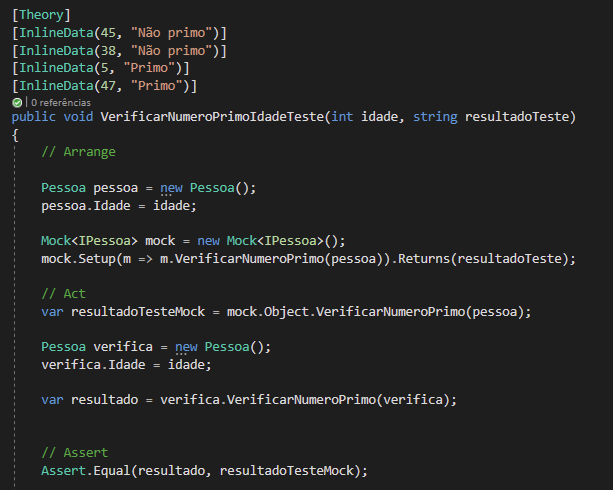 [Theory]
[InlineData(45, "Não primo")]
[InlineData(38, "Não primo")]
[InlineData(5, "Primo")]
[InlineData(47, "Primo")]
| 0 referências
public void VerificarNumeroPrimoIdadeTeste(int idade, string resultadoTeste)
{
// Arrange
Pessoa pessoa = new Pessoa();
pessoa.Idade = idade;
Mock<IPessoa> mock = new Mock<IPessoa>();
mock.Setup(m => m.VerificarNumeroPrimo(pessoa)).Returns(resultadoTeste);
// Act
var resultadoTesteMock = mock.Object.VerificarNumeroPrimo(pessoa);
Pessoa verifica = new Pessoa();
verifica.Idade = idade;
var resultado = verifica.VerificarNumeroPrimo(verifica);
// Assert
Assert.Equal(resultado, resultadoTesteMock);